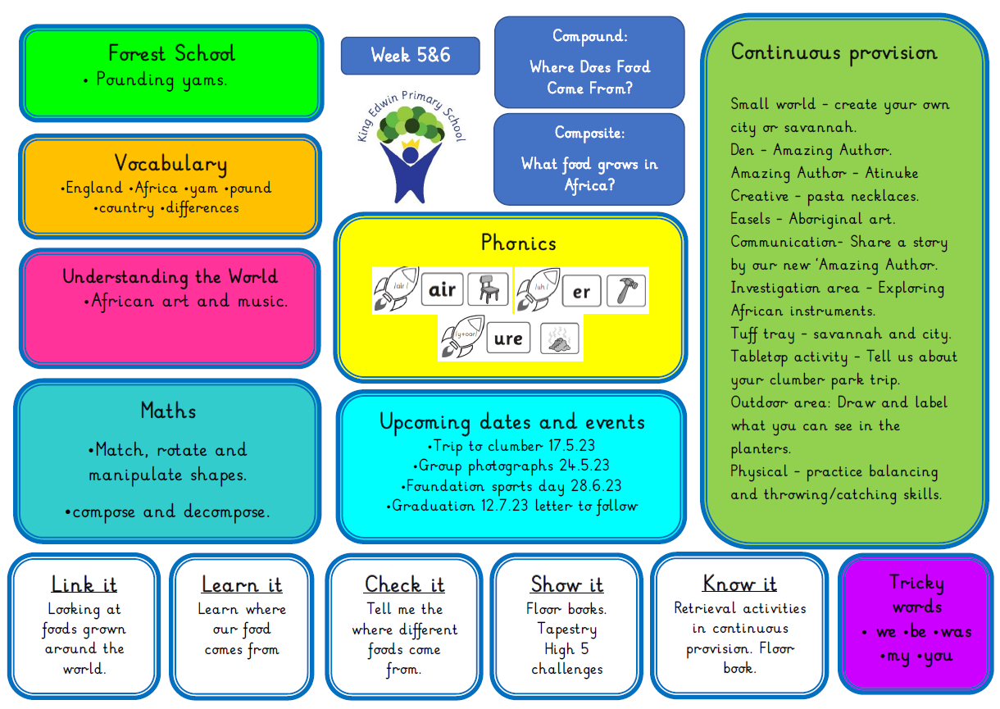 Forest School
• Pounding yams.
Vocabulary
•England •Africa •yam •pound
•country •differences
Understanding the World
•African art and music.
Maths
•Match, rotate and
manipulate shapes.
•compose and decompose.
Week 5&6
King Edwin Primary School
Compound:
Where Does Food
Come From?
Composite:
What food grows in
Africa?
Phonics
/air/ air
/uh/ er
/y+oor/ ure
Upcoming dates and events
•Trip to clumber 17.5.23
•Group photographs 24.5.23
•Foundation sports day 28.6.23
•Graduation 12.7.23 letter to follow
Continuous provision
Small world – create your own
city or savannah.
Den – Amazing Author.
Amazing Author – Atinuke
Creative – pasta necklaces.
Easels – Aboriginal art.
Communication- Share a story
by our new ‘Amazing Author.
Investigation area – Exploring
African instruments.
Tuff tray – savannah and city.
Tabletop activity – Tell us about
your clumber park trip.
Outdoor area: Draw and label
what you can see in the
planters.
Physical – practice balancing
and throwing/catching skills.
Link it
Looking at
foods grown
around the
world.
Learn it
Learn where
our food
comes from
Check it
Tell me the
where different
foods come
from.
Show it
Floor books.
Tapestry
High 5
challenges
Know it
Retrieval activities
in continuous
provision. Floor
book.
Tricky
words
• we •be •was
•my •you